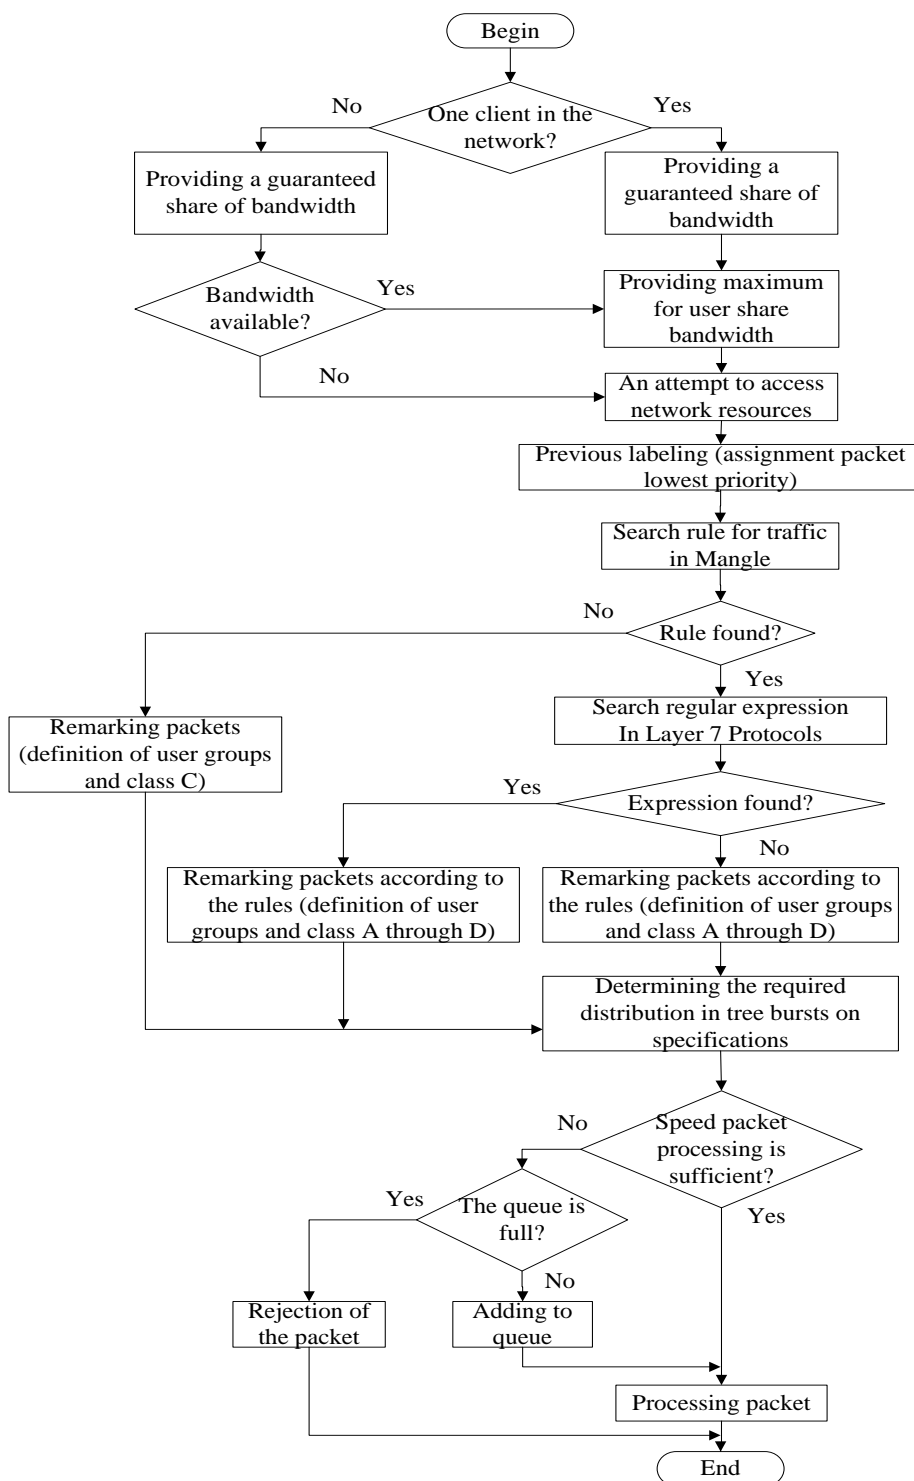 Begin
No
Yes
One client in the
network?
Providing a guaranteed
share of bandwidth
Providing a
guaranteed share of
bandwidth
Bandwidth
available?
Yes
Providing maximum
for user share
bandwidth
No
An attempt to access
network resources
Previous labeling (assignment packet
lowest priority)
Search rule for traffic
in Mangle
No
Rule found?
Yes
Remarking packets
(definition of user groups
and class C)
Search regular expression
In Layer 7 Protocols
Yes
Expression found?
No
Remarking packets according to
the rules (definition of user
groups and class A through D)
Remarking packets according to
the rules (definition of user groups
and class A through D)
Determining the required
distribution in tree bursts on
specifications
No
Speed packet
processing is
sufficient?
Yes
Yes
The queue is
full?
No
Rejection of
the packet
Adding to
queue
Processing packet
End